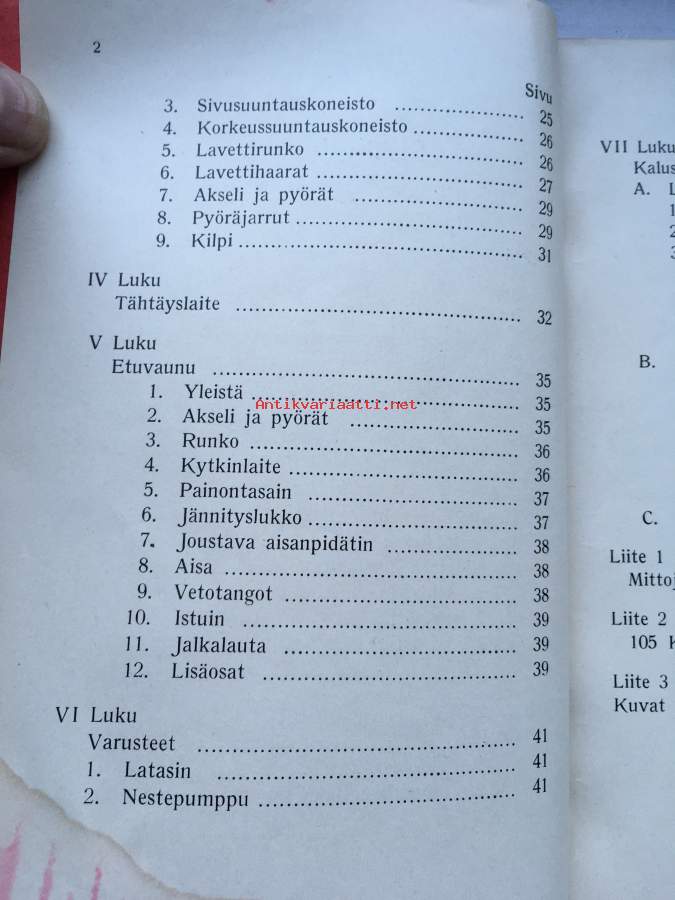 2
Sivu
3. Sivusuuntauskoneisto 25
4. Korkeussuuntauskoneisto 26
5. Lavettirunko 26
6. Lavettihaarat 27
7. Akseli ja pyörät 29
8. Pyöräjarrut 29
9. Kilpi 31
IV Luku
Tähtäyslaite 32
V Luku
Etuvaunu 35
1. Yleistä 35
Antikvariaatti.net
2. Akseli ja pyörät 35
3. Runko 36
4. Kytkinlaite 36
5. Painontasain 37
6. Jännityslukko 37
7. Joustava aisanpidätin 38
8. Aisa 38
9. Vetotangot 38
10. Istuin 39
11. Jalkalauta 39
12. Lisäosat 39
VI Luku
Varusteet 41
1. Latasin 41
2. Nestepumppu 41
VII Luku
A.
B.
C.
Liite 1
Liite 2
105
Liite 3
Kuvat